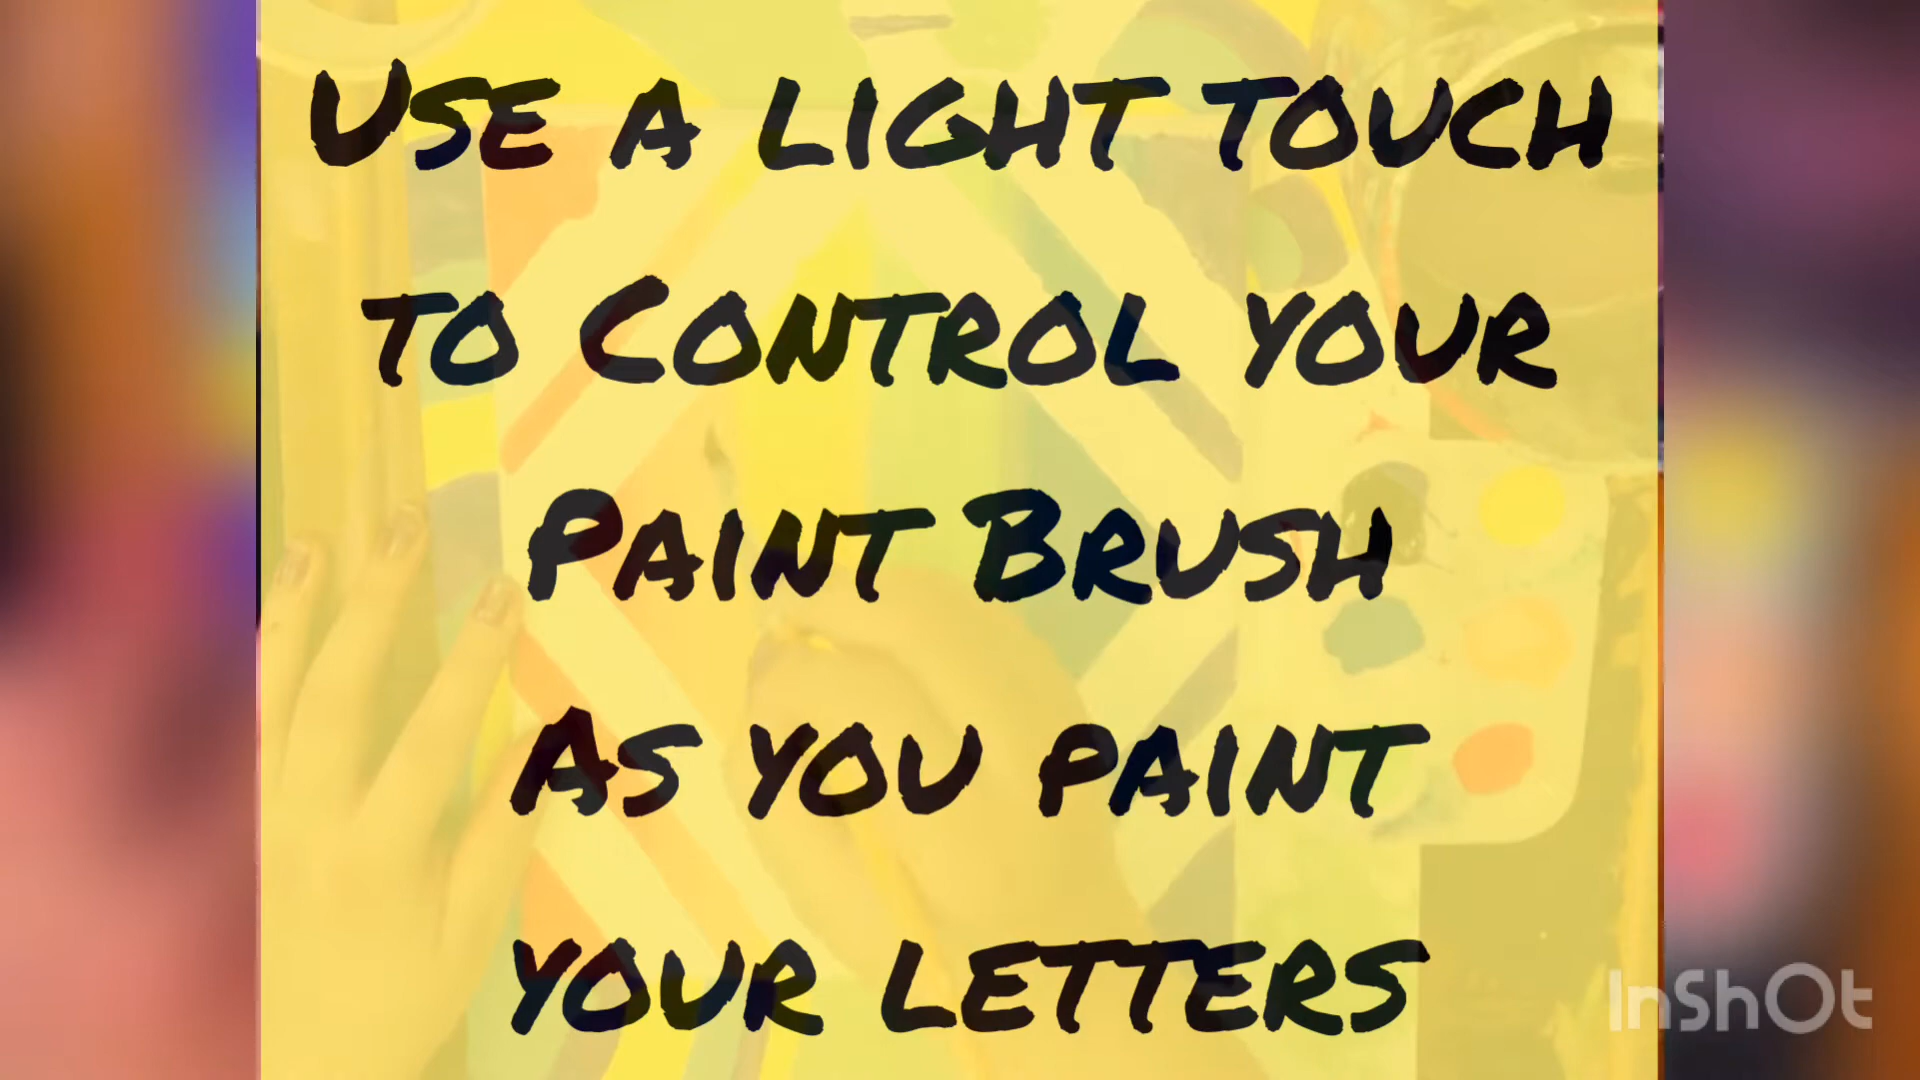 Use a light touch
to Control your
Paint Brush
As you paint
your letters
InShOt